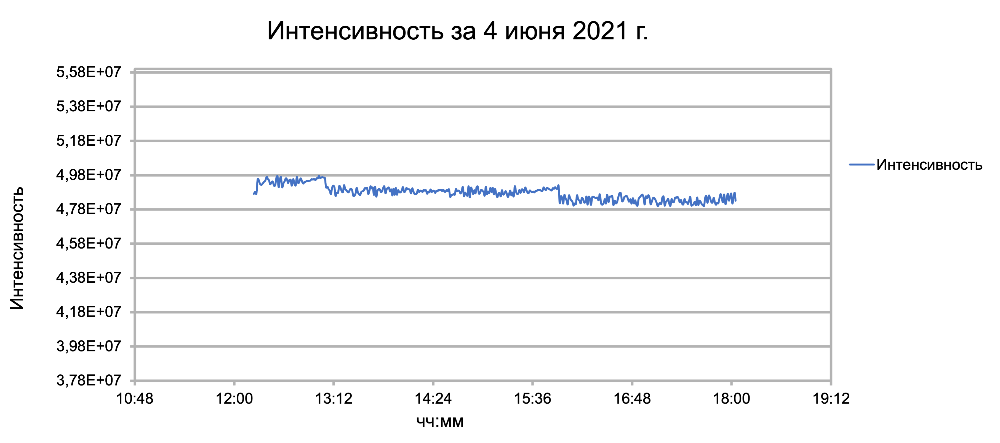 Интенсивность за 4 июня 2021 г.
5,58E+07
5,38E+07
5,18E+07
4,98E+07
4,78E+07
4,58E+07
4,38E+07
4,18E+07
3,98E+07
3,78E+07
Интенсивность
10:48 12:00 13:12 14:24 15:36 16:48 18:00 19:12
чч:мм
Интенсивность